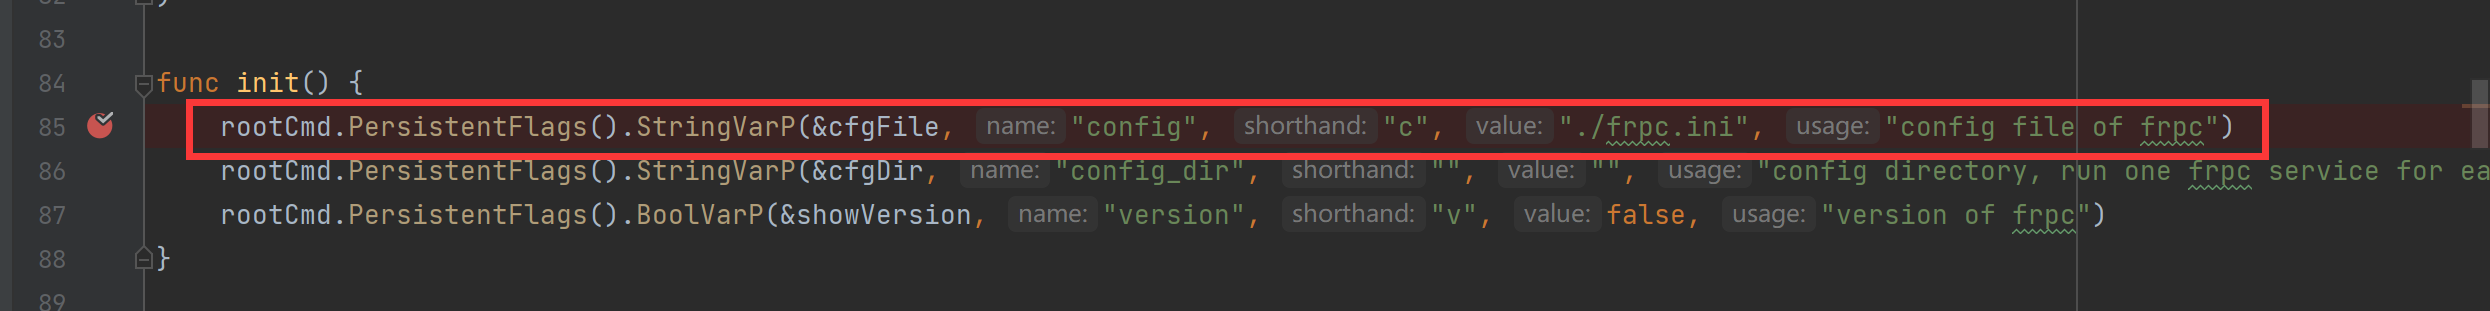 83
84 func init() {
85 rootCmd.PersistentFlags().StringVarP(&cfgFile, name: "config", shorthand: "c", value: "./frpc.ini", usage: "config file of frpc")
86 rootCmd.PersistentFlags().StringVarP(&cfgDir, name: "config_dir", shorthand: "", value: "", usage: "config directory, run one frpc service for ea
87 rootCmd.PersistentFlags().BoolVarP(&showVersion, name: "version", shorthand: "v", value: false, usage: "version of frpc")
88 }
89